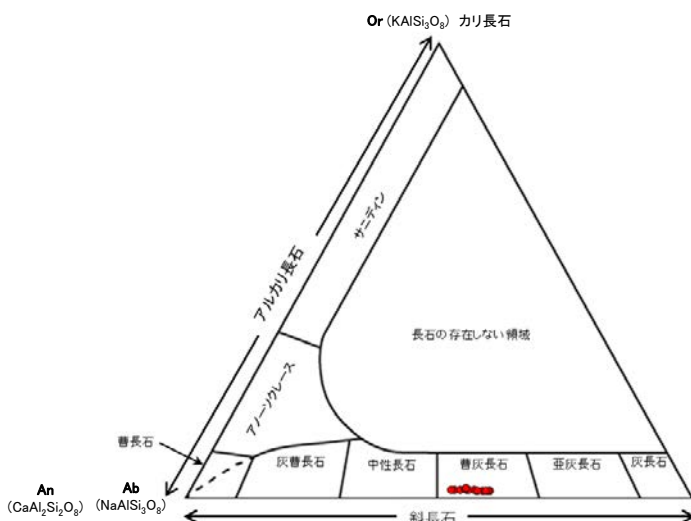 Or (KAlSi₃O₈) カリ長石
サニディン
アルカリ長石
長石の存在しない領域
アノーソクレース
曹長石
灰曹長石
中性長石
曹灰長石
亜灰長石
灰長石
An
(CaAl₂Si₂O₈)
Ab
(NaAlSi₃O₈)
斜長石